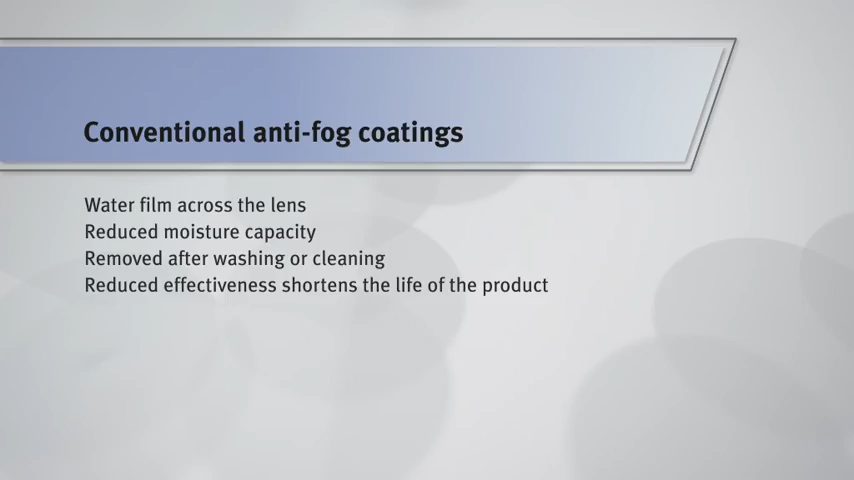 Conventional anti-fog coatings
Water film across the lens
Reduced moisture capacity
Removed after washing or cleaning
Reduced effectiveness shortens the life of the product